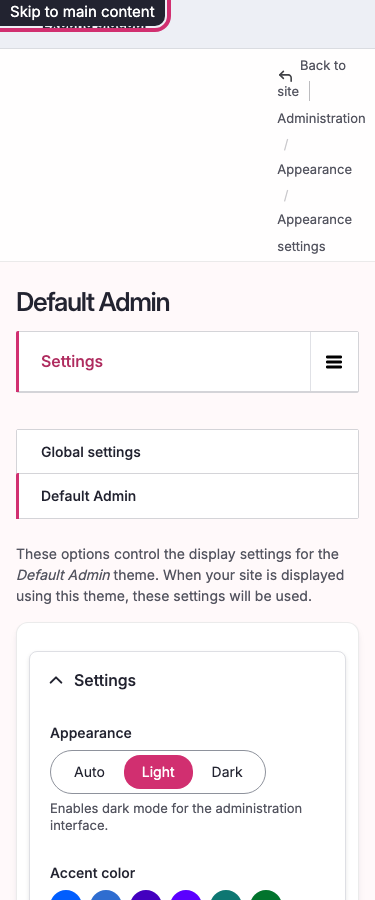 Skip to main content
Back to
site
Administration
/
Appearance
/
Appearance
settings
Default Admin
Settings
Global settings
Default Admin
These options control the display settings for the
Default Admin theme. When your site is displayed
using this theme, these settings will be used.
Settings
Appearance
Auto Light Dark
Enables dark mode for the administration
interface.
Accent color